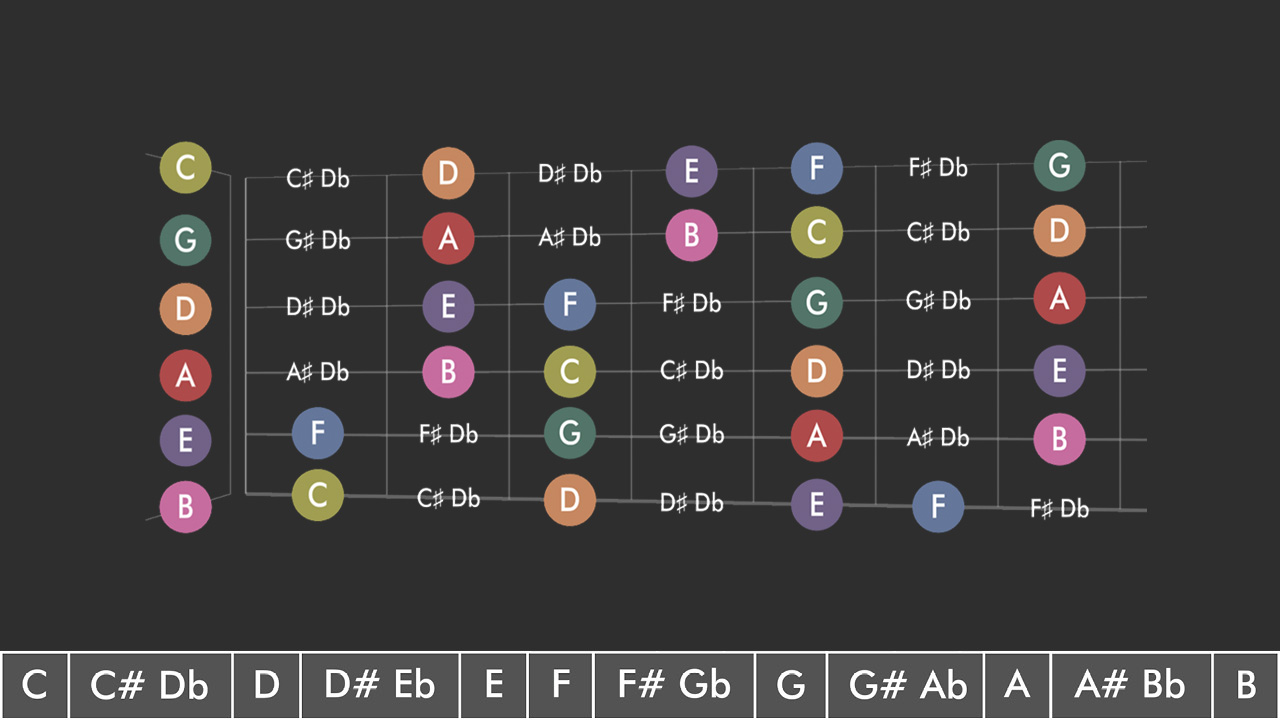 C C♯ Db D D♯ Db E F F♯ Db G
G G♯ Db A A♯ Db B C C♯ Db D
D D♯ Db E F F♯ Db G G♯ Db A
A A♯ Db B C C♯ Db D D♯ Db E
E F F♯ Db G G♯ Db A A♯ Db B
B C C♯ Db D D♯ Db E F F♯ Db
C C# Db D D# Eb E F F# Gb G G# Ab A A# Bb B